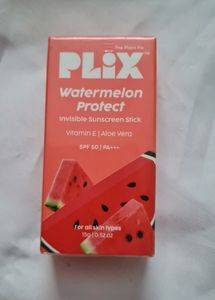 The Plant Fix
PLIX™
Watermelon
Protect
Invisible Sunscreen Stick
Vitamin E | Aloe Vera
SPF 50 | PA+++
For all skin types
15g | 0.52 oz